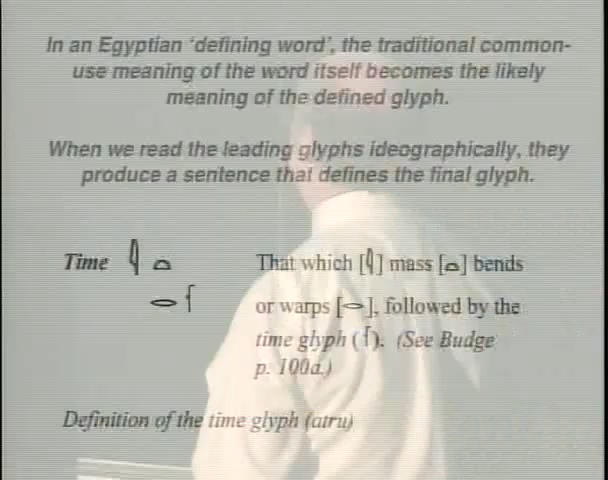 In an Egyptian ‘defining word’, the traditional common-
use meaning of the word itself becomes the likely
meaning of the defined glyph.
When we read the leading glyphs ideographically, they
produce a sentence that defines the final glyph.
Time 𓇋 𓏏
𓂋 𓋴
That which [𓇋] mass [𓏏] bends
or warps [𓂋], followed by the
time glyph (𓋴). (See Budge
p. 100a.)
Definition of the time glyph (atru)